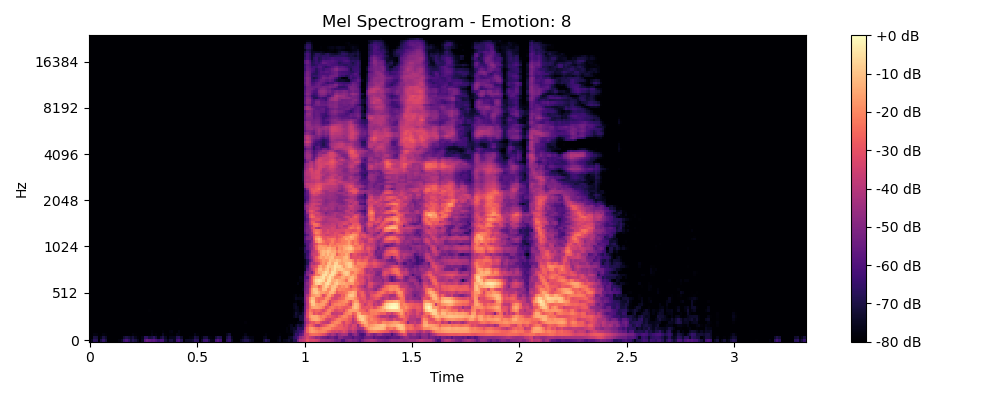 Mel Spectrogram - Emotion: 8
Hz
16384
8192
4096
2048
1024
512
0
0 0.5 1 1.5 2 2.5 3
Time
+0 dB
-10 dB
-20 dB
-30 dB
-40 dB
-50 dB
-60 dB
-70 dB
-80 dB